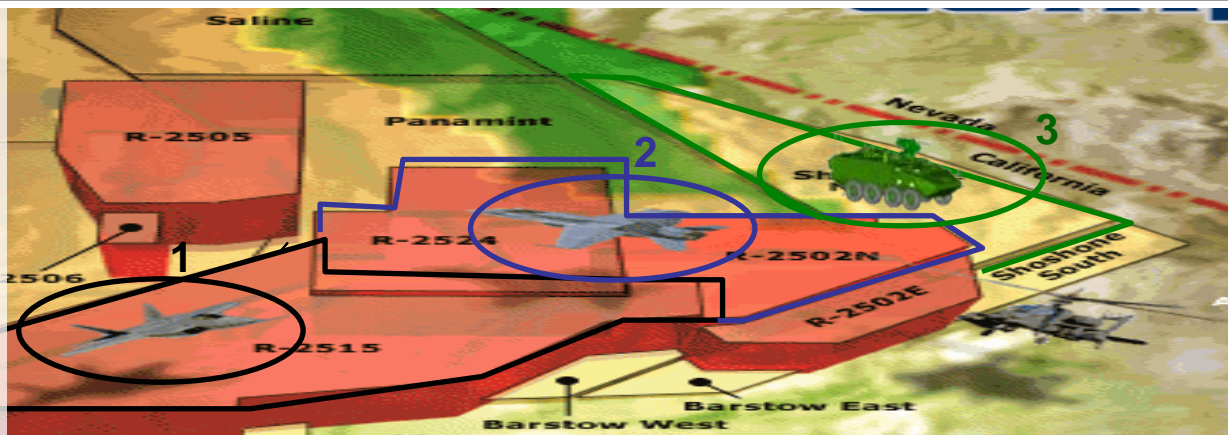 Saline
R-2505
Panamint
2
Nevada
3
California
Sh
R-2524
R-2502N
1
2506
Shoshone
South
R-2502E
R-2515
Barstow East
Barstow West